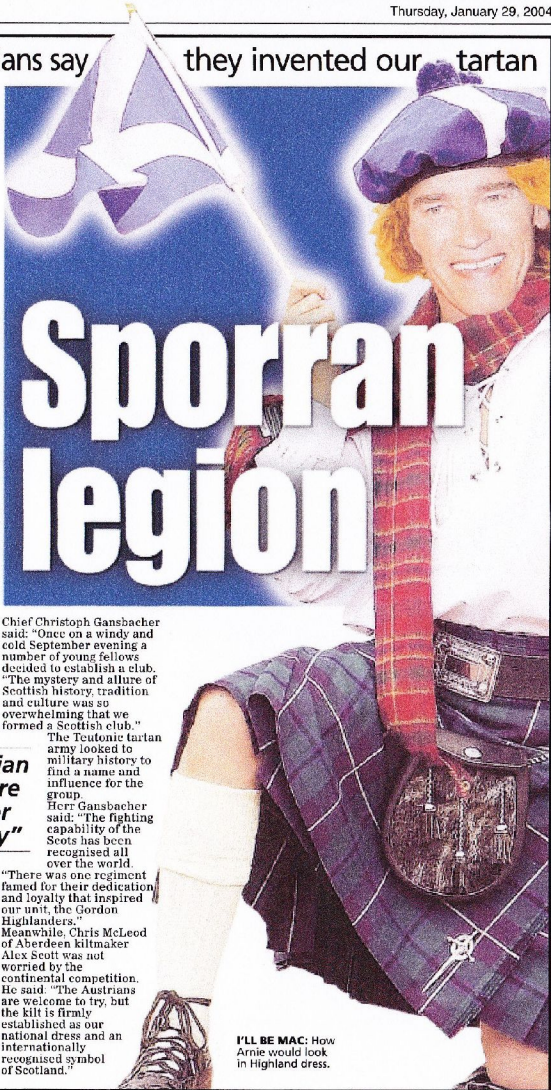 Thursday, January 29, 2004
ans say they invented our tartan
Sporran
legion
Chief Christoph Gansbacher
said: "Once on a windy and
cold September evening a
number of young fellows
decided to establish a club.
"The mystery and allure of
Scottish history, tradition
and culture was so
overwhelming that we
formed a Scottish club."
The Teutonic tartan
army looked to
military history to
find a name and
influence for the
group.
Herr Gansbacher
said: "The fighting
capability of the
Scots has been
recognised all
over the world.
"There was one regiment
famed for their dedication
and loyalty that inspired
our unit, the Gordon
Highlanders."
Meanwhile, Chris McLeod
of Aberdeen kiltmaker
Alex Scott was not
worried by the
continental competition.
He said: "The Austrians
are welcome to try, but
the kilt is firmly
established as our
national dress and an
internationally
recognised symbol
of Scotland."
ian
re
r
y"
I'LL BE MAC: How
Arnie would look
in Highland dress.